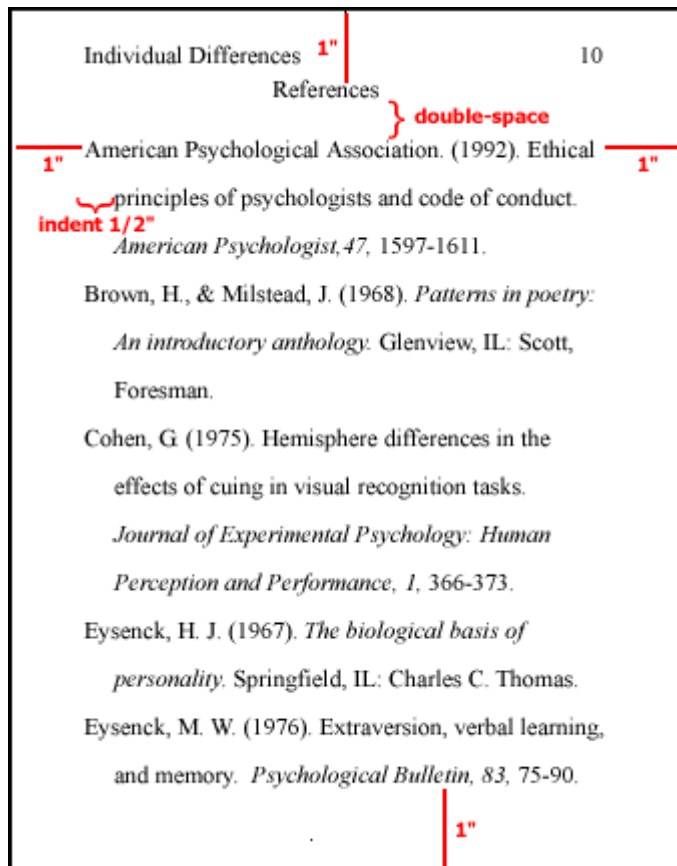 Individual Differences 1" 10
References
double-space
American Psychological Association. (1992). Ethical
1" 1"
principles of psychologists and code of conduct.
indent 1/2"
American Psychologist,47, 1597-1611.
Brown, H., & Milstead, J. (1968). Patterns in poetry:
An introductory anthology. Glenview, IL: Scott,
Foresman.
Cohen, G. (1975). Hemisphere differences in the
effects of cuing in visual recognition tasks.
Journal of Experimental Psychology: Human
Perception and Performance, 1, 366-373.
Eysenck, H. J. (1967). The biological basis of
personality. Springfield, IL: Charles C. Thomas.
Eysenck, M. W. (1976). Extraversion, verbal learning,
and memory. Psychological Bulletin, 83, 75-90.
1"